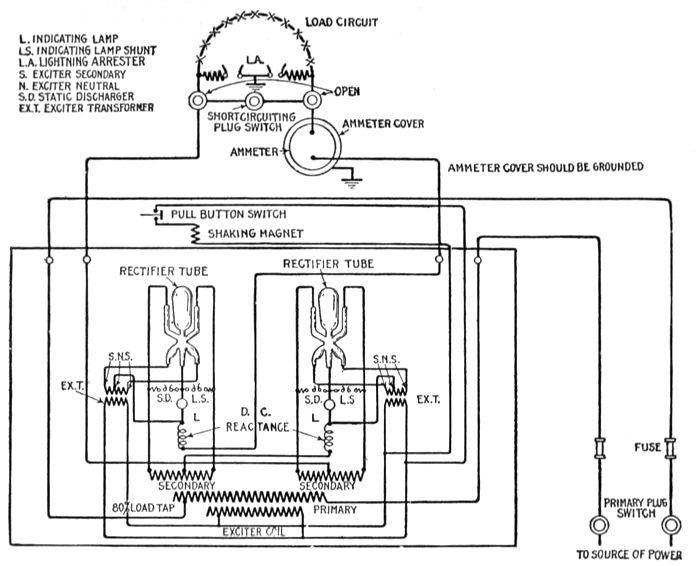 LOAD CIRCUIT
L. INDICATING LAMP
L.S. INDICATING LAMP SHUNT
L.A. LIGHTNING ARRESTER
S. EXCITER SECONDARY
N. EXCITER NEUTRAL
S.D. STATIC DISCHARGER
EX.T. EXCITER TRANSFORMER
L.A.
OPEN
SHORTCIRCUITING
PLUG SWITCH
AMMETER COVER
AMMETER
AMMETER COVER SHOULD BE GROUNDED
PULL BUTTON SWITCH
SHAKING MAGNET
RECTIFIER TUBE
RECTIFIER TUBE
S.N.S.
S.N.S.
EX.T.
S.D.
L.S.
S.D.
L.S
EX.T.
L
D. C.
REACTANCE
L
FUSE
SECONDARY
SECONDARY
80% LOAD TAP
PRIMARY
EXCITER COIL
PRIMARY PLUG
SWITCH
TO SOURCE OF POWER